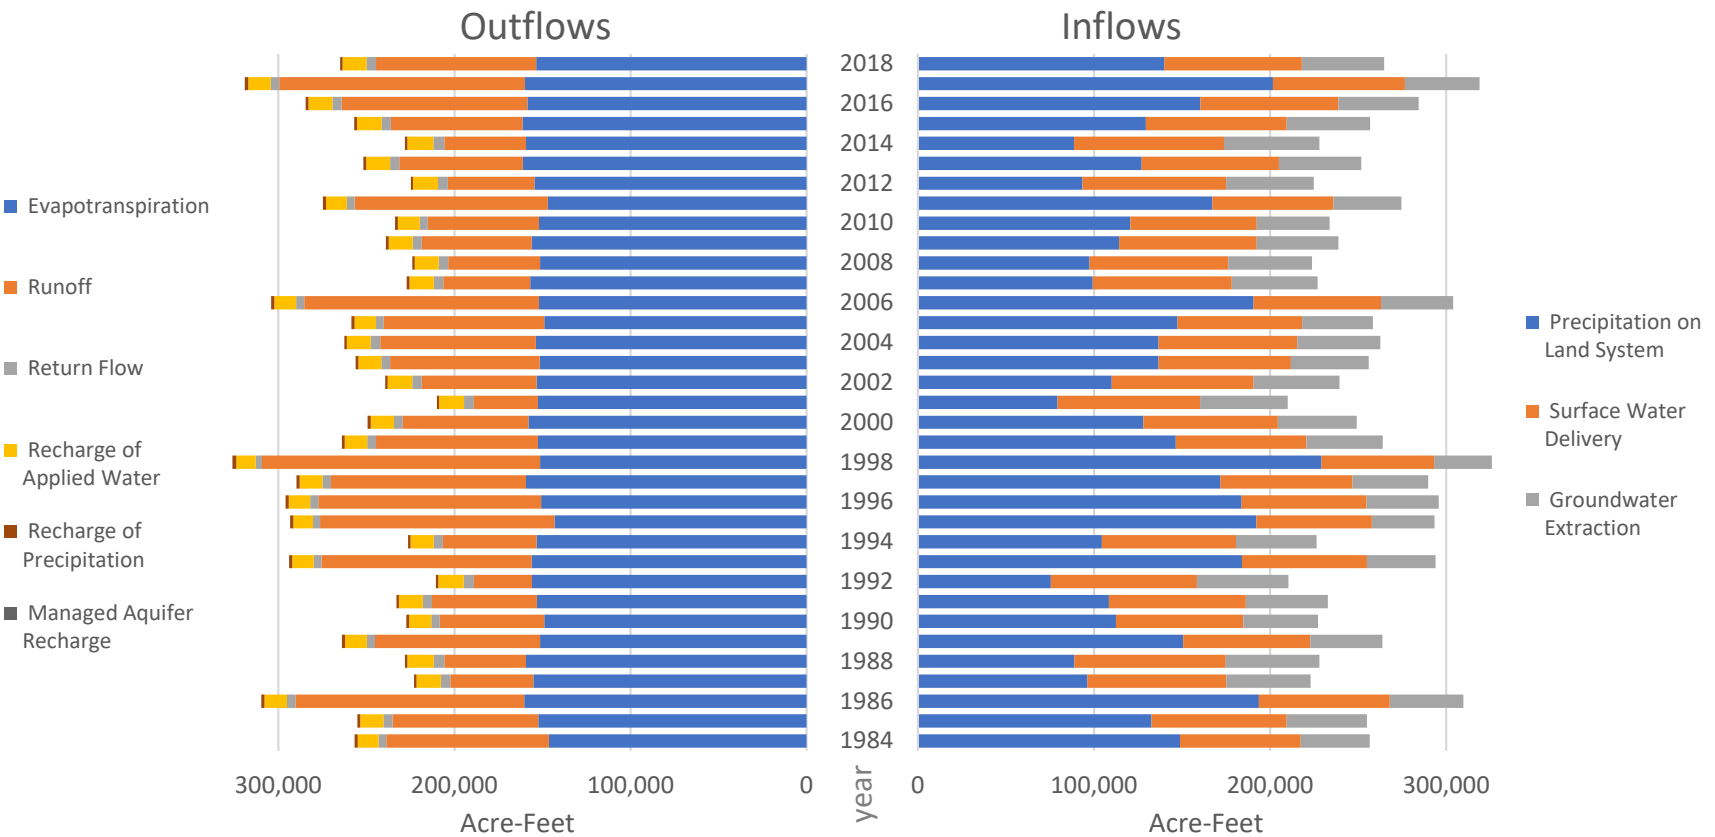 Outflows
Inflows
Evapotranspiration
Runoff
Return Flow
Recharge of
Applied Water
Recharge of
Precipitation
Managed Aquifer
Recharge
2018
2016
2014
2012
2010
2008
2006
2004
2002
2000
1998
1996
1994
1992
1990
1988
1986
1984
Precipitation on
Land System
Surface Water
Delivery
Groundwater
Extraction
300,000 200,000 100,000 0
year
0 100,000 200,000 300,000
Acre-Feet
Acre-Feet